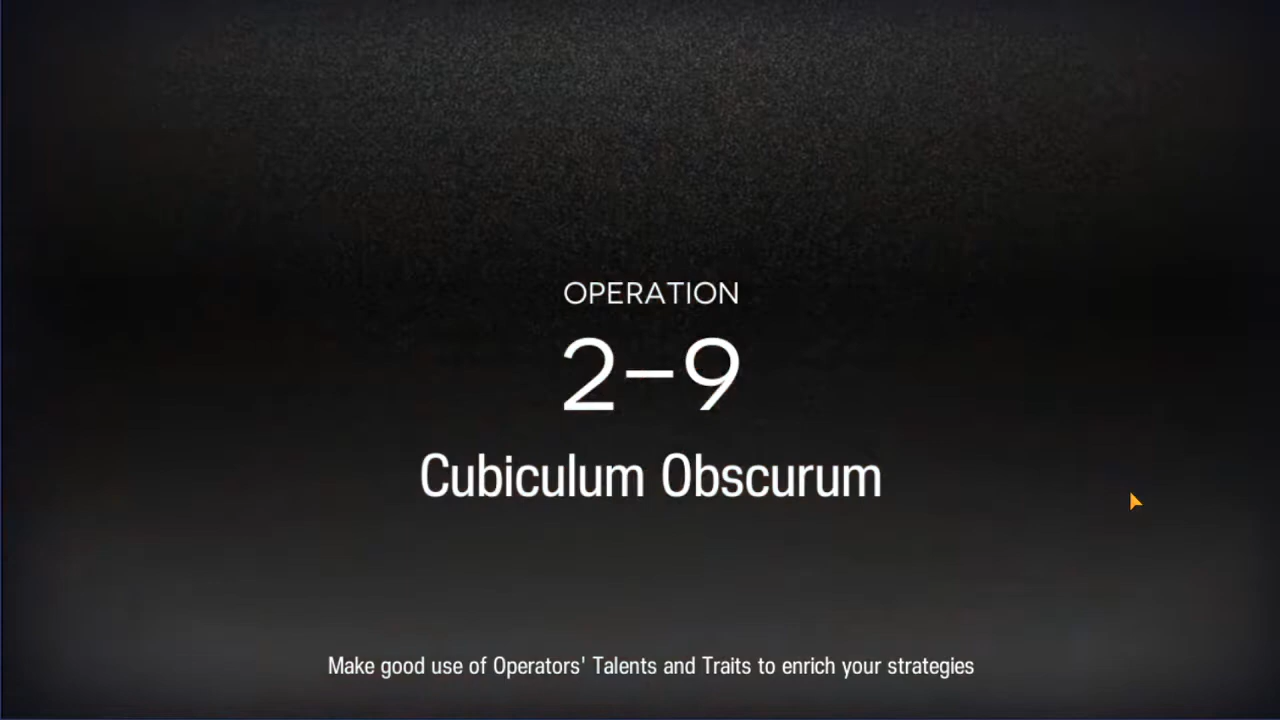 OPERATION
2-9
Cubiculum Obscurum
Make good use of Operators' Talents and Traits to enrich your strategies